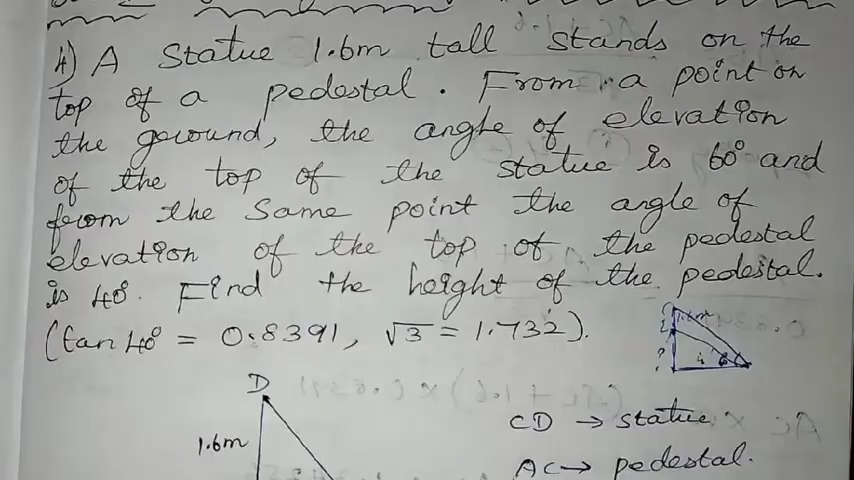 4) A Statue 1.6m tall stands on the
top of a pedestal. From a point on
the ground, the angle of elevation
of the top of the statue is 60° and
from the same point the angle of
elevation of the top of the pedestal
is 40°. Find the height of the pedestal.
(tan 40° = 0.8391, √3 = 1.732).
1.6m
?
D
1.6m
CD → statue
AC → pedestal.